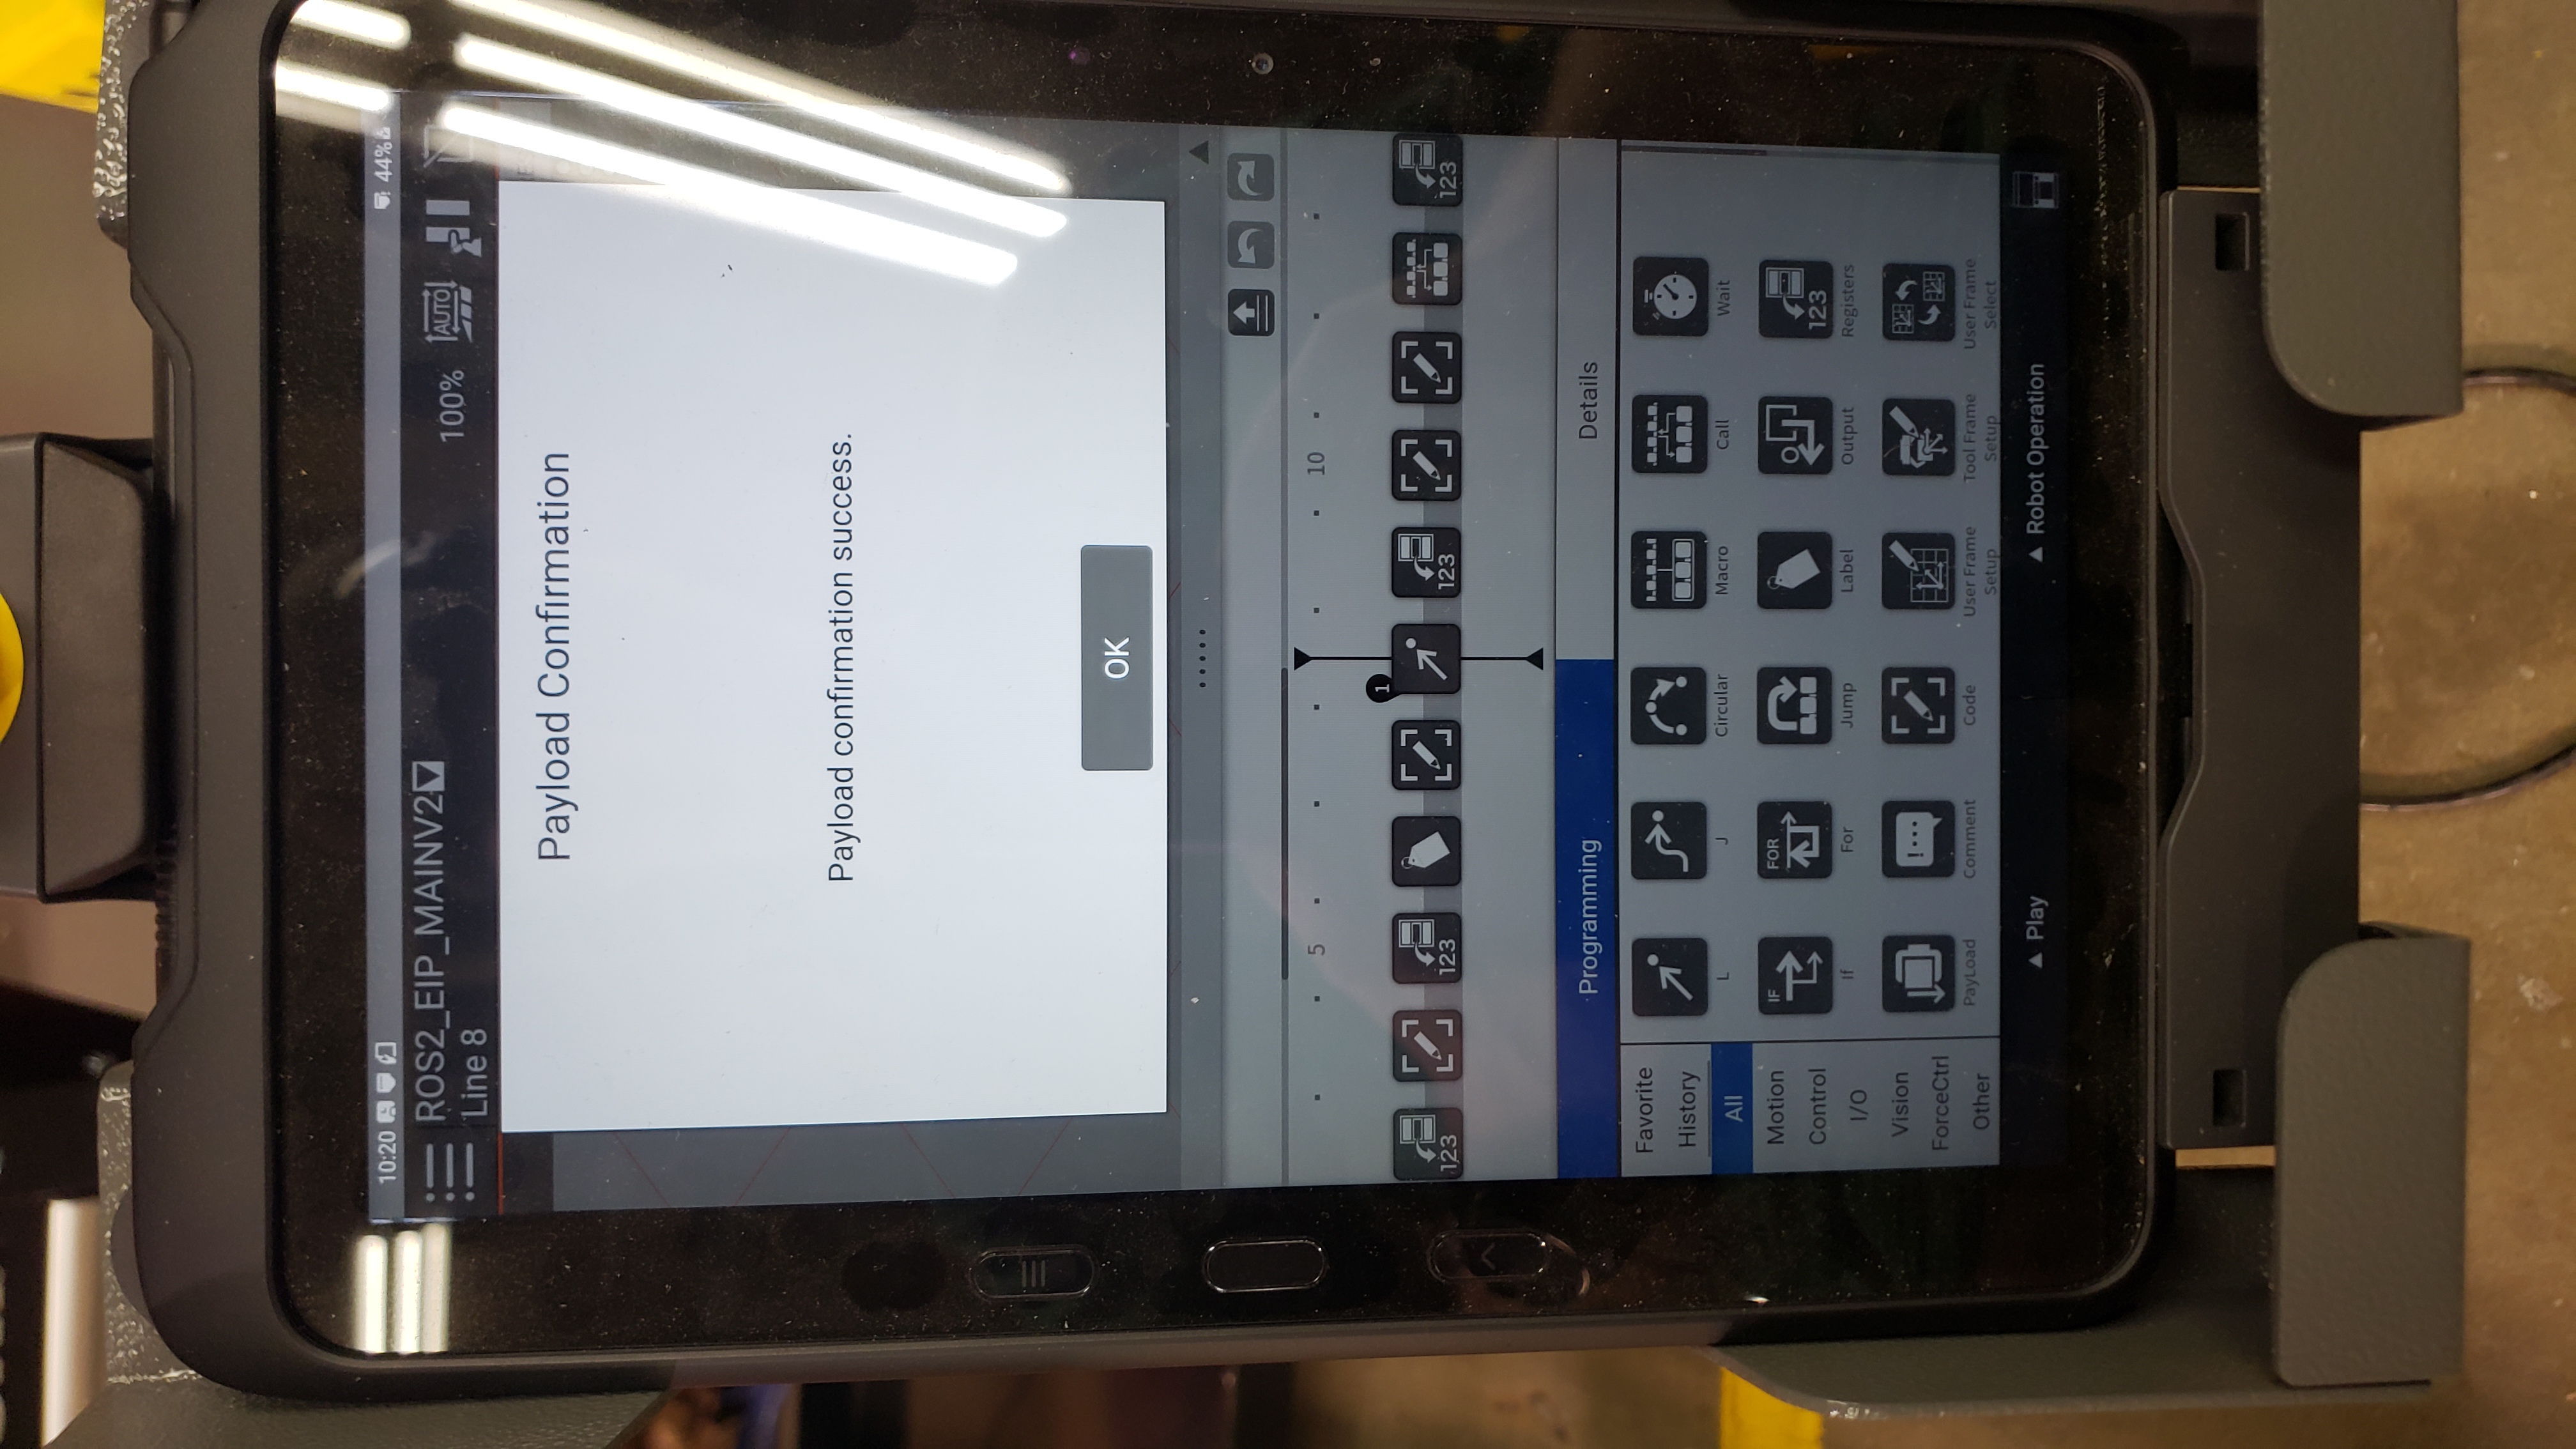 10:20
44%
ROS2_EIP_MAINV2
Line 8
100%
AUTO
Payload Confirmation
Payload confirmation success.
OK
5
10
1
123
123
123
123
Programming
Details
Favorite
History
All
Motion
Control
I/O
Vision
ForceCtrl
Other
L
J
Circular
Macro
Call
Wait
IF
FOR
123
If
For
Jump
Label
Output
Registers
PayLoad
Comment
Code
User Frame
Setup
Tool Frame
Setup
User Frame
Select
Play
Robot Operation